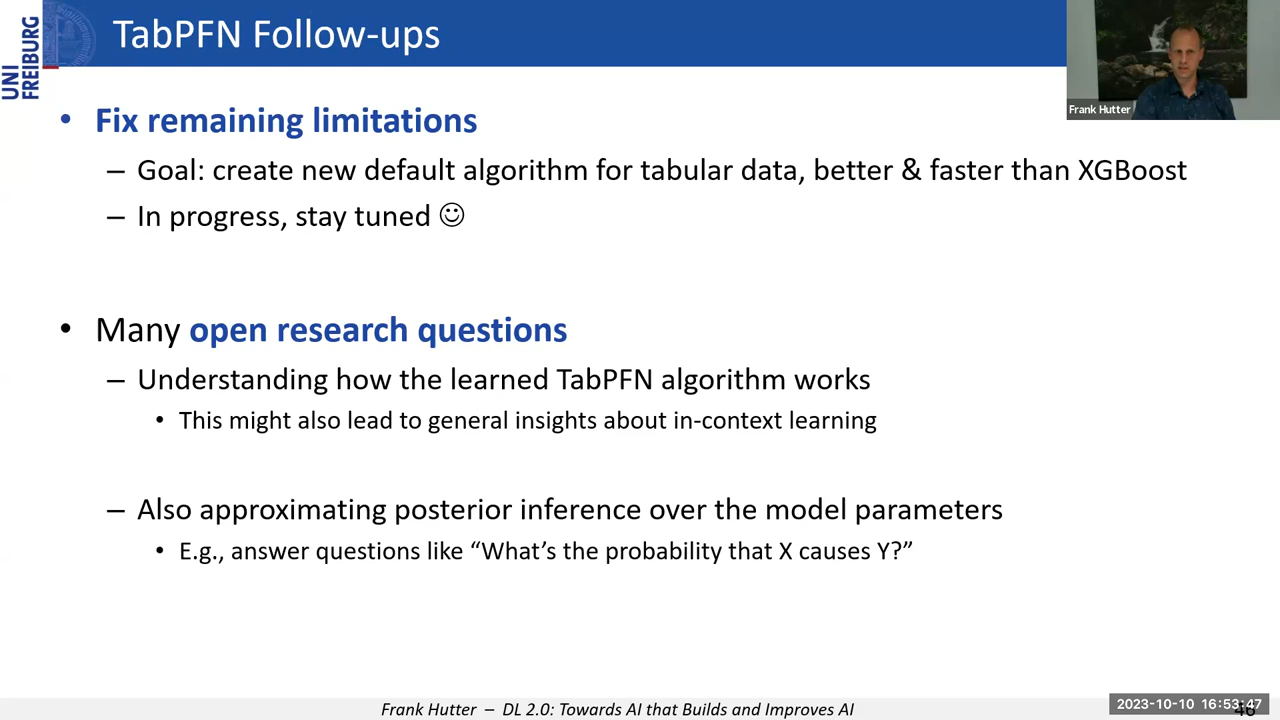 UNI
FREIBURG
TabPFN Follow-ups
Frank Hutter
• Fix remaining limitations
– Goal: create new default algorithm for tabular data, better & faster than XGBoost
– In progress, stay tuned ☺
• Many open research questions
– Understanding how the learned TabPFN algorithm works
• This might also lead to general insights about in-context learning
– Also approximating posterior inference over the model parameters
• E.g., answer questions like “What’s the probability that X causes Y?”
Frank Hutter – DL 2.0: Towards AI that Builds and Improves AI
2023-10-10 16:53:47